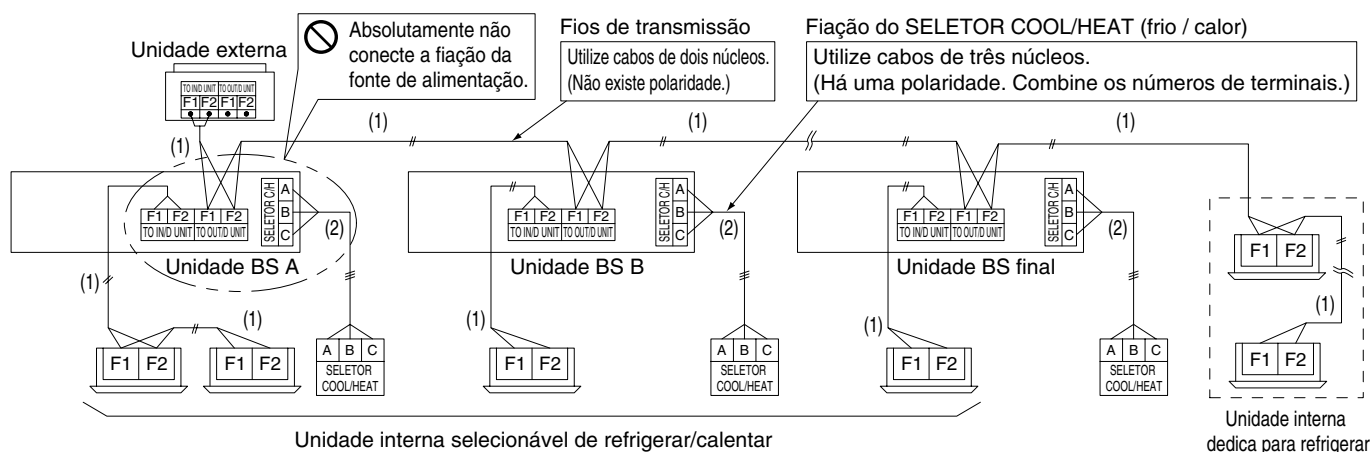 Unidade externa
TO IN/D UNIT TO OUT/D UNIT
F1 F2 F1 F2
Absolutamente não
conecte a fiação da
fonte de alimentação.
Fios de transmissão
Utilize cabos de dois núcleos.
(Não existe polaridade.)
Fiação do SELETOR COOL/HEAT (frio / calor)
Utilize cabos de três núcleos.
(Há uma polaridade. Combine os números de terminais.)
(1)
(1)
(1)
(1)
F1 F2 F1 F2
TO IN/D UNIT TO OUT/D UNIT
SELETOR C/H
A
B
C
(2)
Unidade BS A
F1 F2 F1 F2
TO IN/D UNIT TO OUT/D UNIT
SELETOR C/H
A
B
C
(2)
Unidade BS B
F1 F2 F1 F2
TO IN/D UNIT TO OUT/D UNIT
SELETOR C/H
A
B
C
(2)
Unidade BS final
F1 F2
(1)
(1)
(1)
(1)
(1)
F1 F2
F1 F2
A B C
SELETOR
COOL/HEAT
F1 F2
A B C
SELETOR
COOL/HEAT
F1 F2
A B C
SELETOR
COOL/HEAT
F1 F2
Unidade interna selecionável de refrigerar/calentar
Unidade interna
dedica para refrigerar